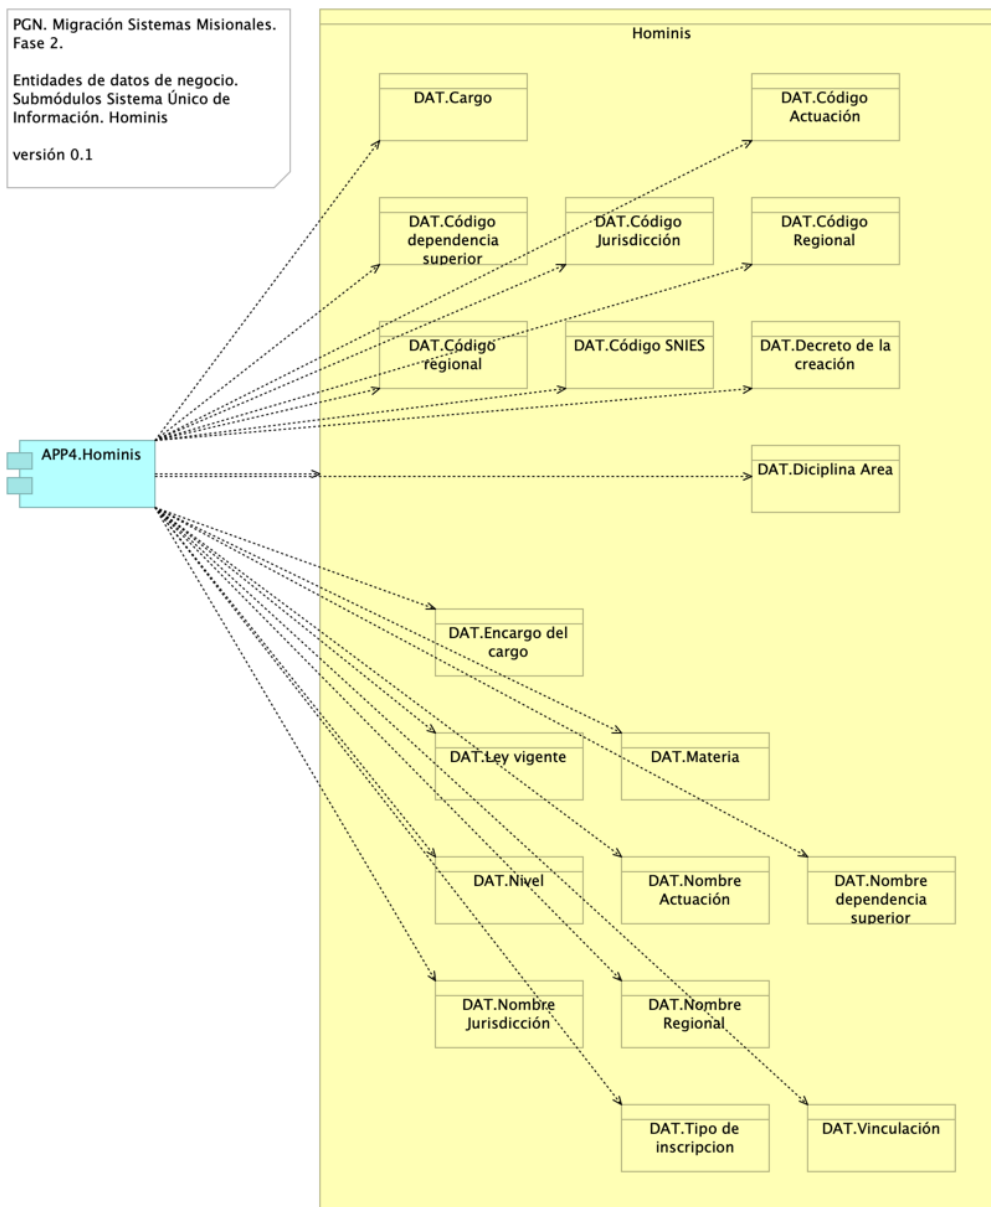 PGN. Migración Sistemas Misionales.
Fase 2.
Entidades de datos de negocio.
Submódulos Sistema Único de
Información. Hominis
versión 0.1
Hominis
DAT.Cargo
DAT.Código
Actuación
DAT.Código
dependencia
superior
DAT.Código
Jurisdicción
DAT.Código
Regional
DAT.Código
regional
DAT.Código SNIES
DAT.Decreto de la
creación
APP4.Hominis
DAT.Diciplina Area
DAT.Encargo del
cargo
DAT.Ley vigente
DAT.Materia
DAT.Nivel
DAT.Nombre
Actuación
DAT.Nombre
dependencia
superior
DAT.Nombre
Jurisdicción
DAT.Nombre
Regional
DAT.Tipo de
inscripcion
DAT.Vinculación